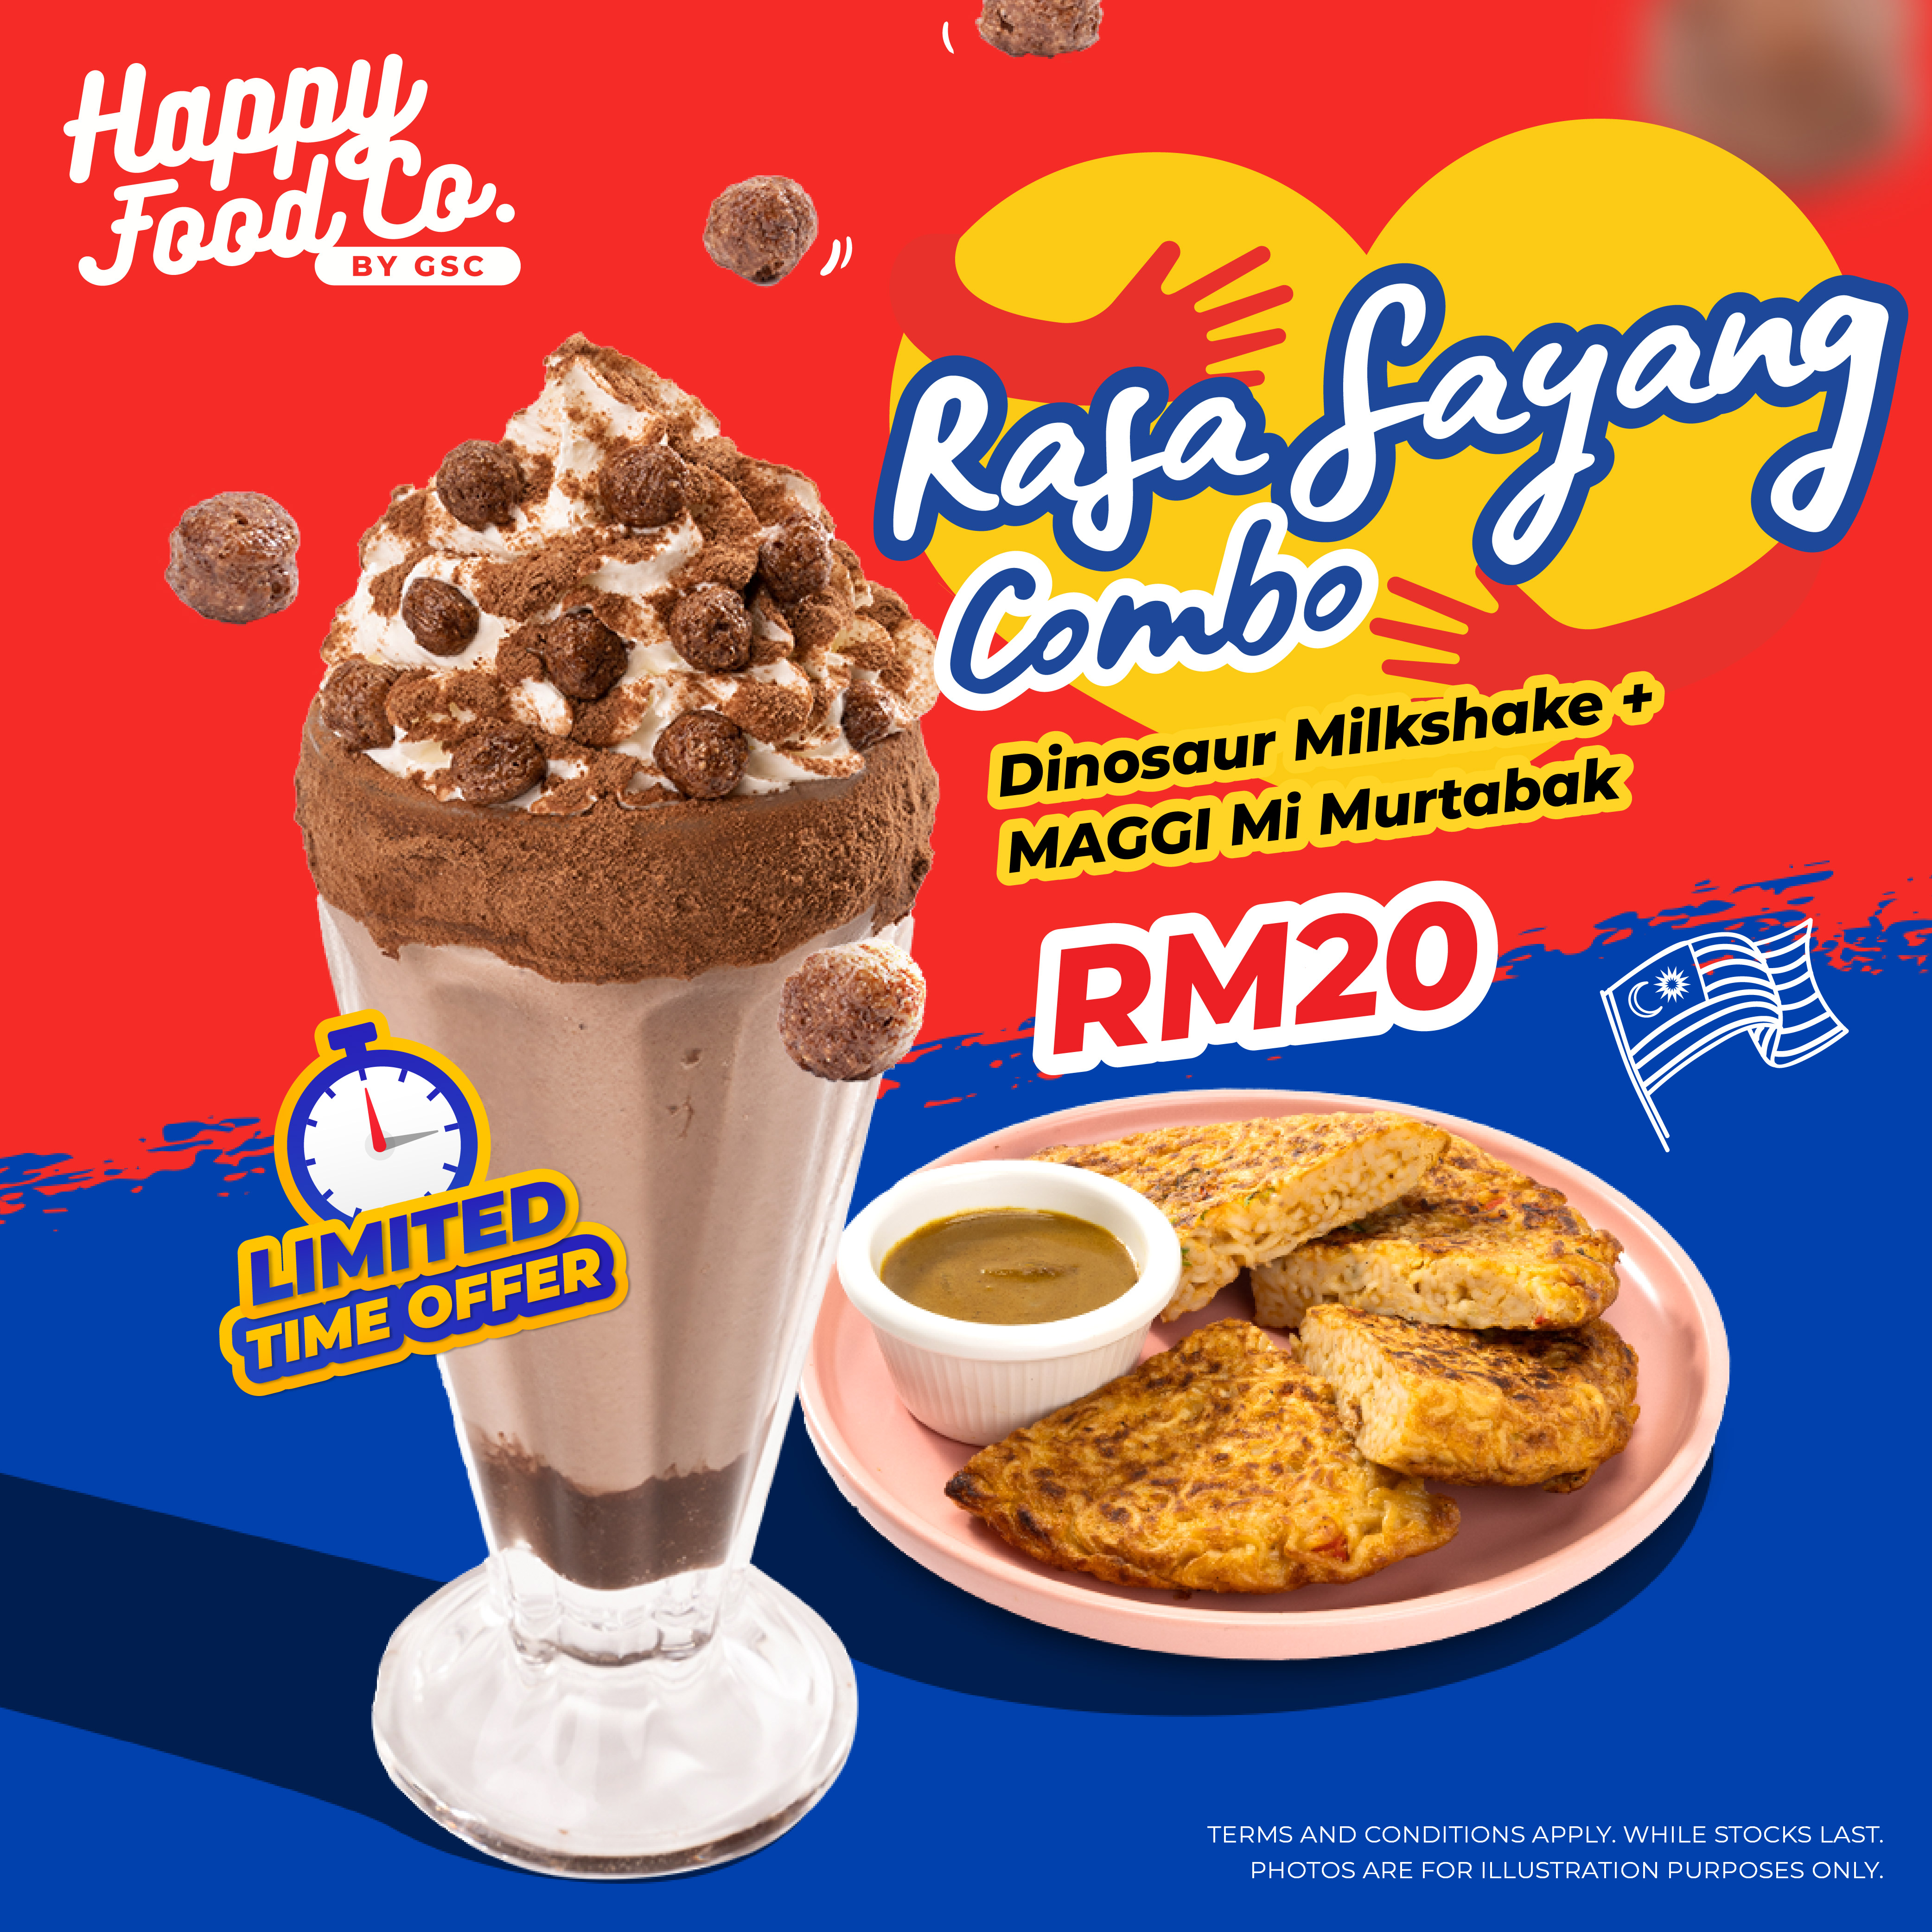 Happy
Food Co.
BY GSC
Rasa Sayang
Combo
Dinosaur Milkshake +
MAGGI Mi Murtabak
RM20
LIMITED
TIME OFFER
TERMS AND CONDITIONS APPLY. WHILE STOCKS LAST.
PHOTOS ARE FOR ILLUSTRATION PURPOSES ONLY.